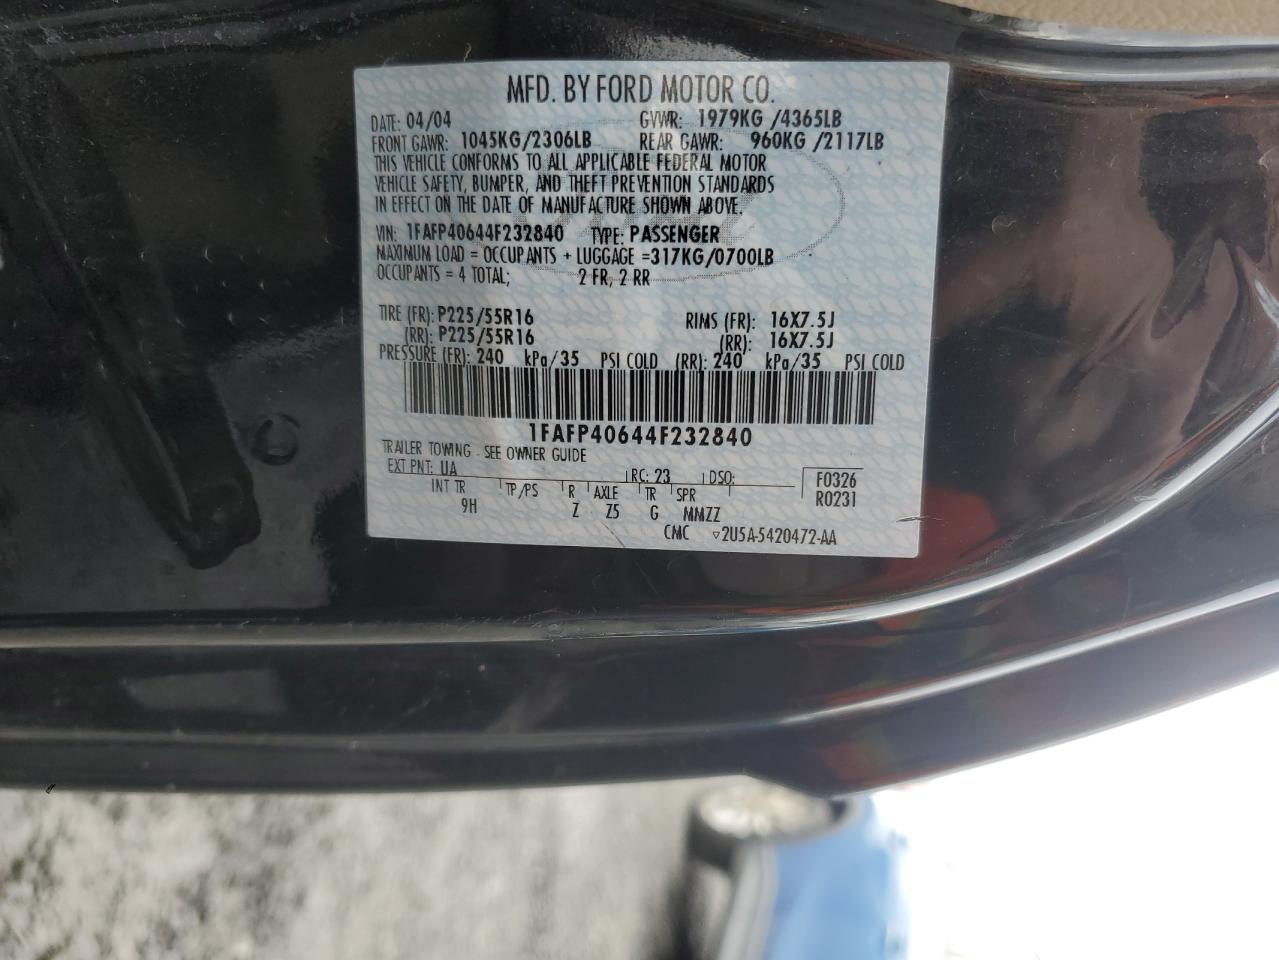 MFD. BY FORD MOTOR CO.
DATE: 04/04 GVWR: 1979KG /4365LB
FRONT GAWR: 1045KG/2306LB REAR GAWR: 960KG /2117LB
THIS VEHICLE CONFORMS TO ALL APPLICABLE FEDERAL MOTOR
VEHICLE SAFETY, BUMPER, AND THEFT PREVENTION STANDARDS
IN EFFECT ON THE DATE OF MANUFACTURE SHOWN ABOVE.
VIN: 1FAFP40644F232840 TYPE: PASSENGER
MAXIMUM LOAD = OCCUPANTS + LUGGAGE =317KG/0700LB
OCCUPANTS = 4 TOTAL; 2 FR, 2 RR
TIRE (FR): P225/55R16 RIMS (FR): 16X7.5J
(RR): P225/55R16 (RR): 16X7.5J
PRESSURE (FR): 240 kPa/35 PSI COLD (RR): 240 kPa/35 PSI COLD
1FAFP40644F232840
TRAILER TOWING - SEE OWNER GUIDE
EXT PNT: UA RC: 23 DSO: F0326
INT TR TP/PS R AXLE TR SPR R0231
9H Z Z5 G MMZZ
CMC ▽2U5A-5420472-AA